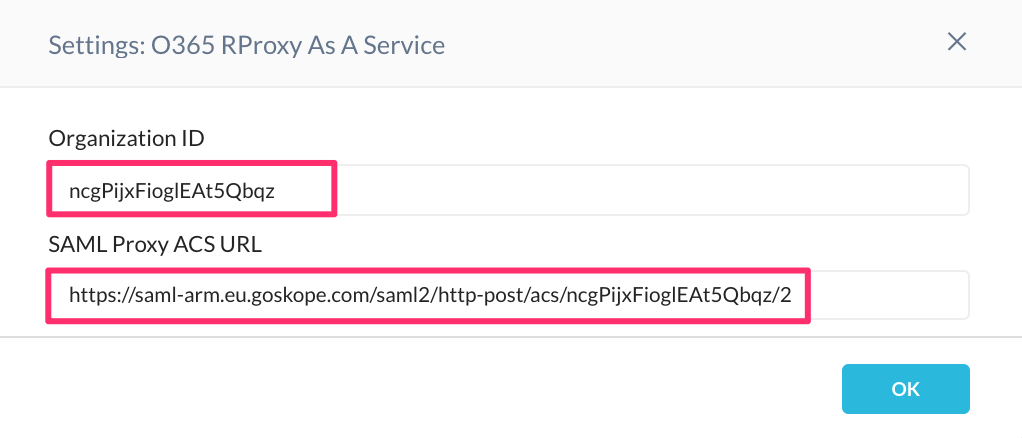 Settings: O365 RProxy As A Service
Organization ID
ncgPijxFioglEAt5Qbqz
SAML Proxy ACS URL
https://saml-arm.eu.goskope.com/saml2/http-post/acs/ncgPijxFioglEAt5Qbqz/2
OK